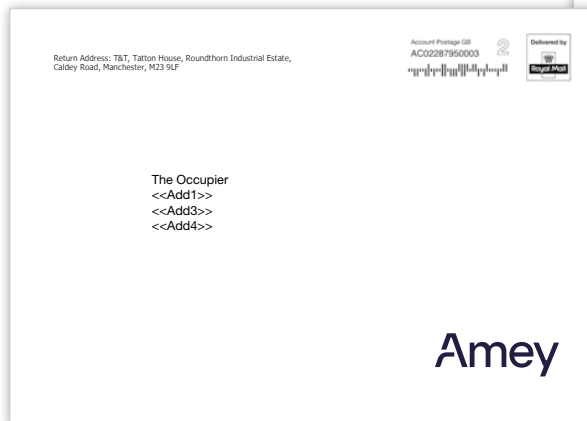 Return Address: T&T, Tatton House, Roundthorn Industrial Estate,
Caldey Road, Manchester, M23 9LF
Account Postage GB
AC02287950003
2
Delivered by
Royal Mail
The Occupier
<<Add1>>
<<Add3>>
<<Add4>>
Amey